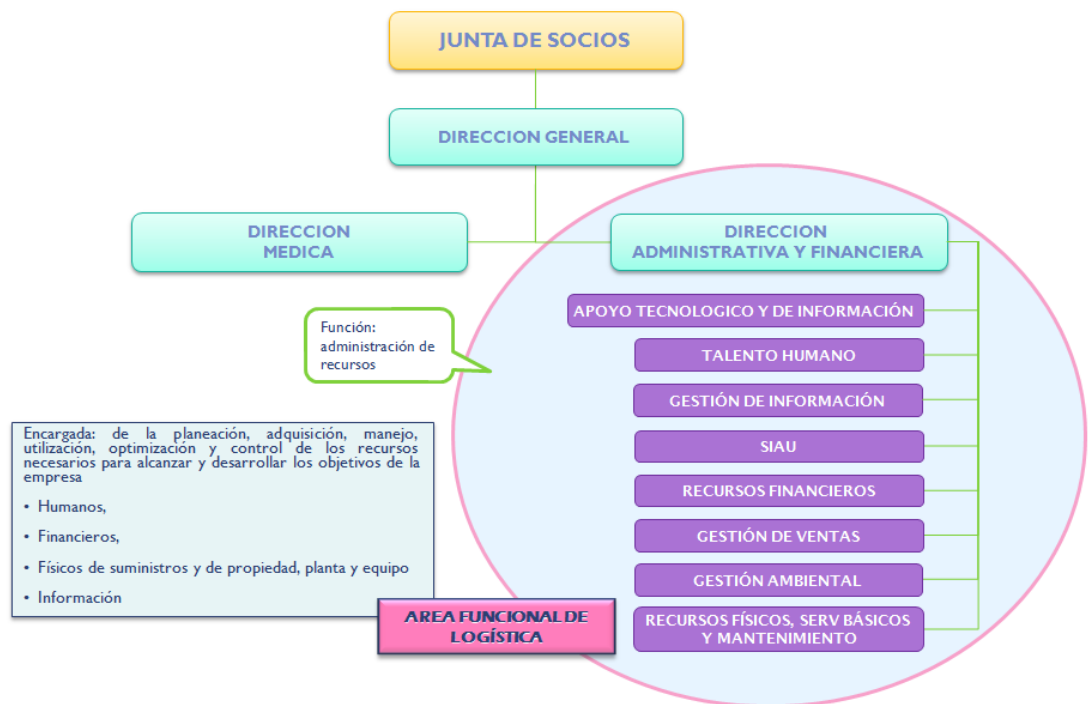 JUNTA DE SOCIOS
DIRECCION GENERAL
DIRECCION
MEDICA
DIRECCION
ADMINISTRATIVA Y FINANCIERA
Función:
administración de
recursos
APOYO TECNOLOGICO Y DE INFORMACIÓN
TALENTO HUMANO
GESTIÓN DE INFORMACIÓN
SIAU
RECURSOS FINANCIEROS
GESTIÓN DE VENTAS
GESTIÓN AMBIENTAL
RECURSOS FÍSICOS, SERV BÁSICOS
Y MANTENIMIENTO
Encargada: de la planeación, adquisición, manejo,
utilización, optimización y control de los recursos
necesarios para alcanzar y desarrollar los objetivos de la
empresa
• Humanos,
• Financieros,
• Físicos de suministros y de propiedad, planta y equipo
• Información
AREA FUNCIONAL DE
LOGÍSTICA